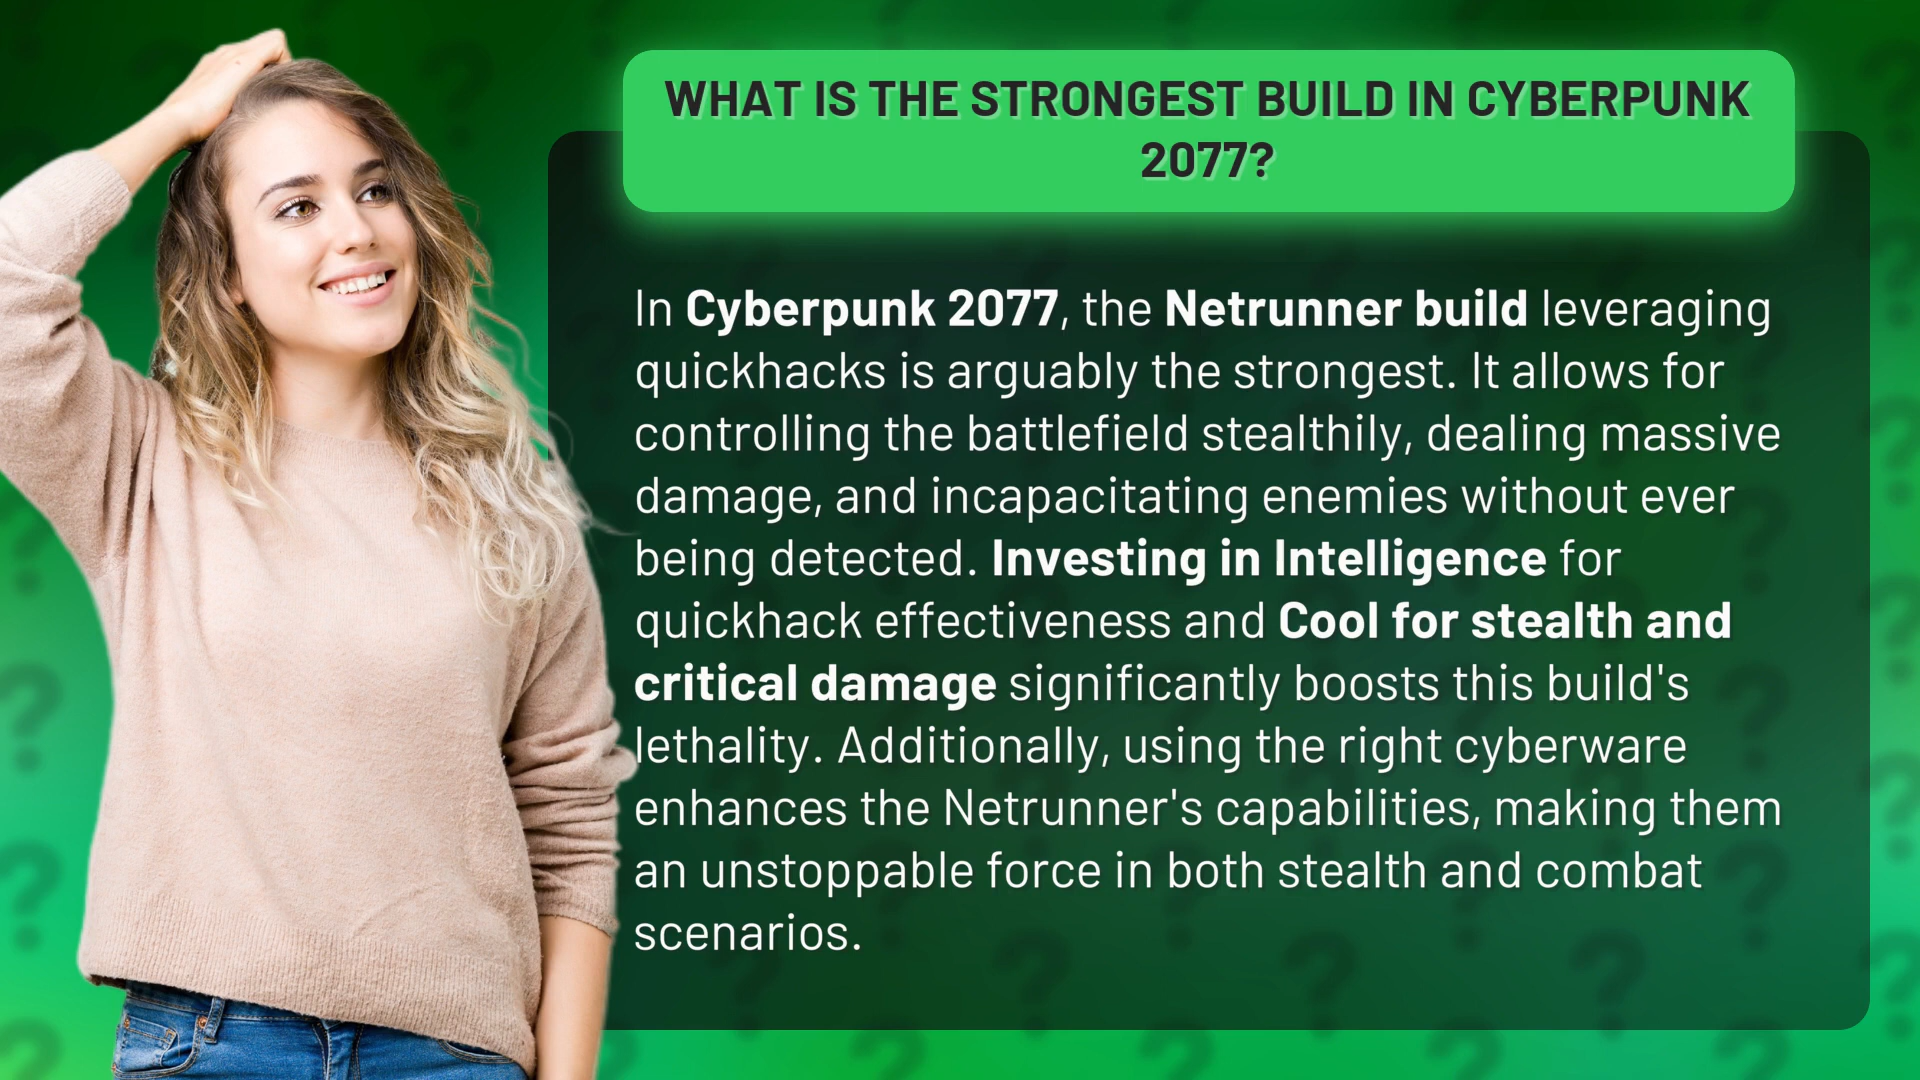 WHAT IS THE STRONGEST BUILD IN CYBERPUNK
2077?
In Cyberpunk 2077, the Netrunner build leveraging
quickhacks is arguably the strongest. It allows for
controlling the battlefield stealthily, dealing massive
damage, and incapacitating enemies without ever
being detected. Investing in Intelligence for
quickhack effectiveness and Cool for stealth and
critical damage significantly boosts this build's
lethality. Additionally, using the right cyberware
enhances the Netrunner's capabilities, making them
an unstoppable force in both stealth and combat
scenarios.